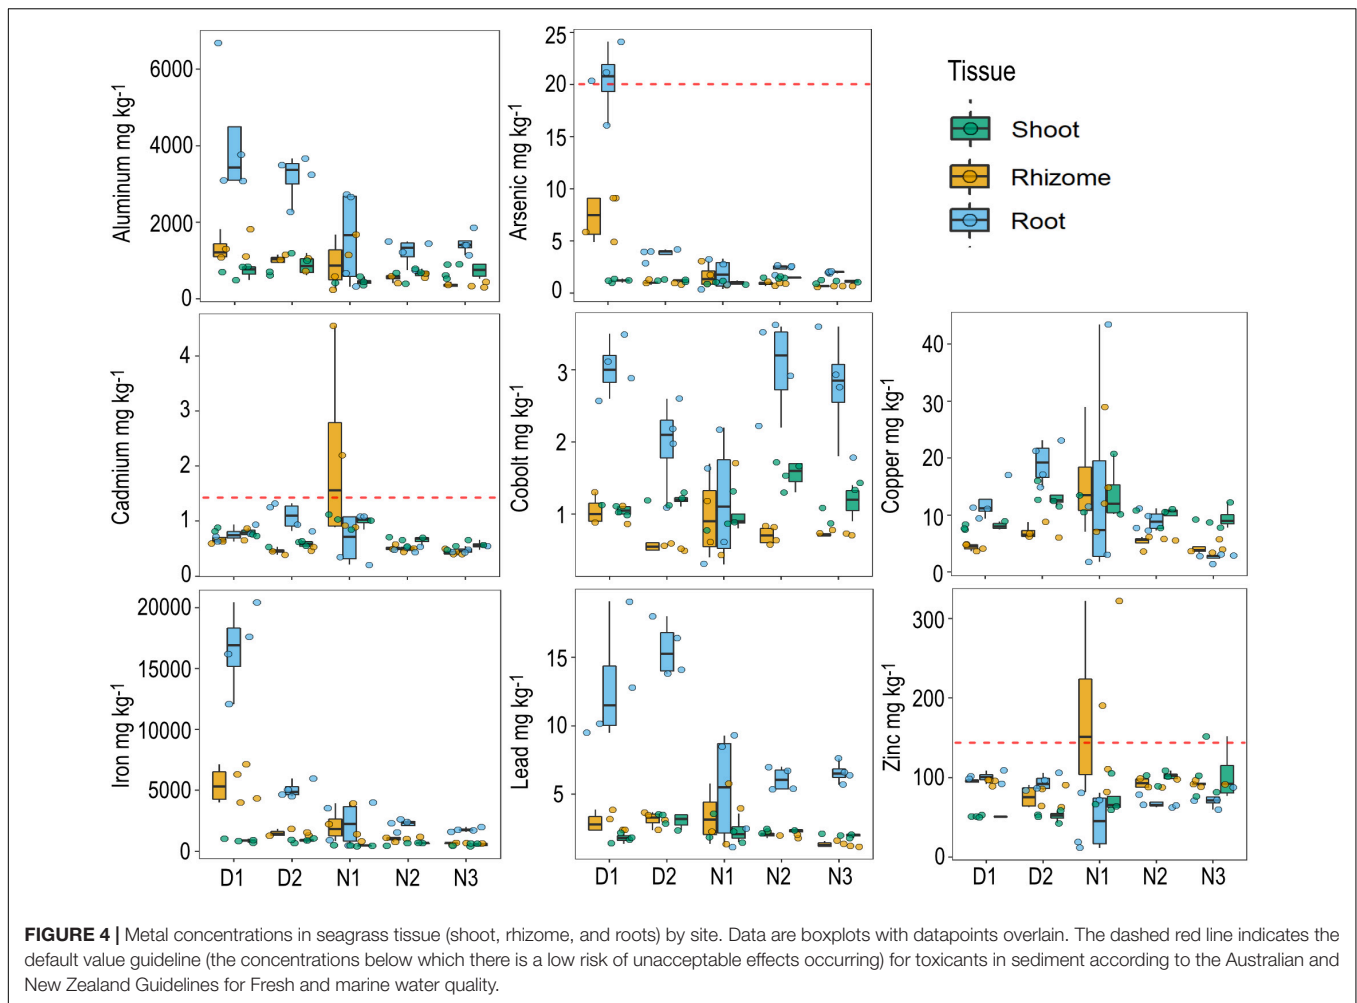 Aluminum mg kg-1
6000
4000
2000
0
Arsenic mg kg-1
25
20
15
10
5
0
Tissue
Shoot
Rhizome
Root
Cadmium mg kg-1
4
3
2
1
0
Cobolt mg kg-1
3
2
1
Copper mg kg-1
40
30
20
10
0
Iron mg kg-1
20000
15000
10000
5000
0
D1 D2 N1 N2 N3
Lead mg kg-1
15
10
5
D1 D2 N1 N2 N3
Zinc mg kg-1
300
200
100
0
D1 D2 N1 N2 N3
FIGURE 4 | Metal concentrations in seagrass tissue (shoot, rhizome, and roots) by site. Data are boxplots with datapoints overlain. The dashed red line indicates the
default value guideline (the concentrations below which there is a low risk of unacceptable effects occurring) for toxicants in sediment according to the Australian and
New Zealand Guidelines for Fresh and marine water quality.